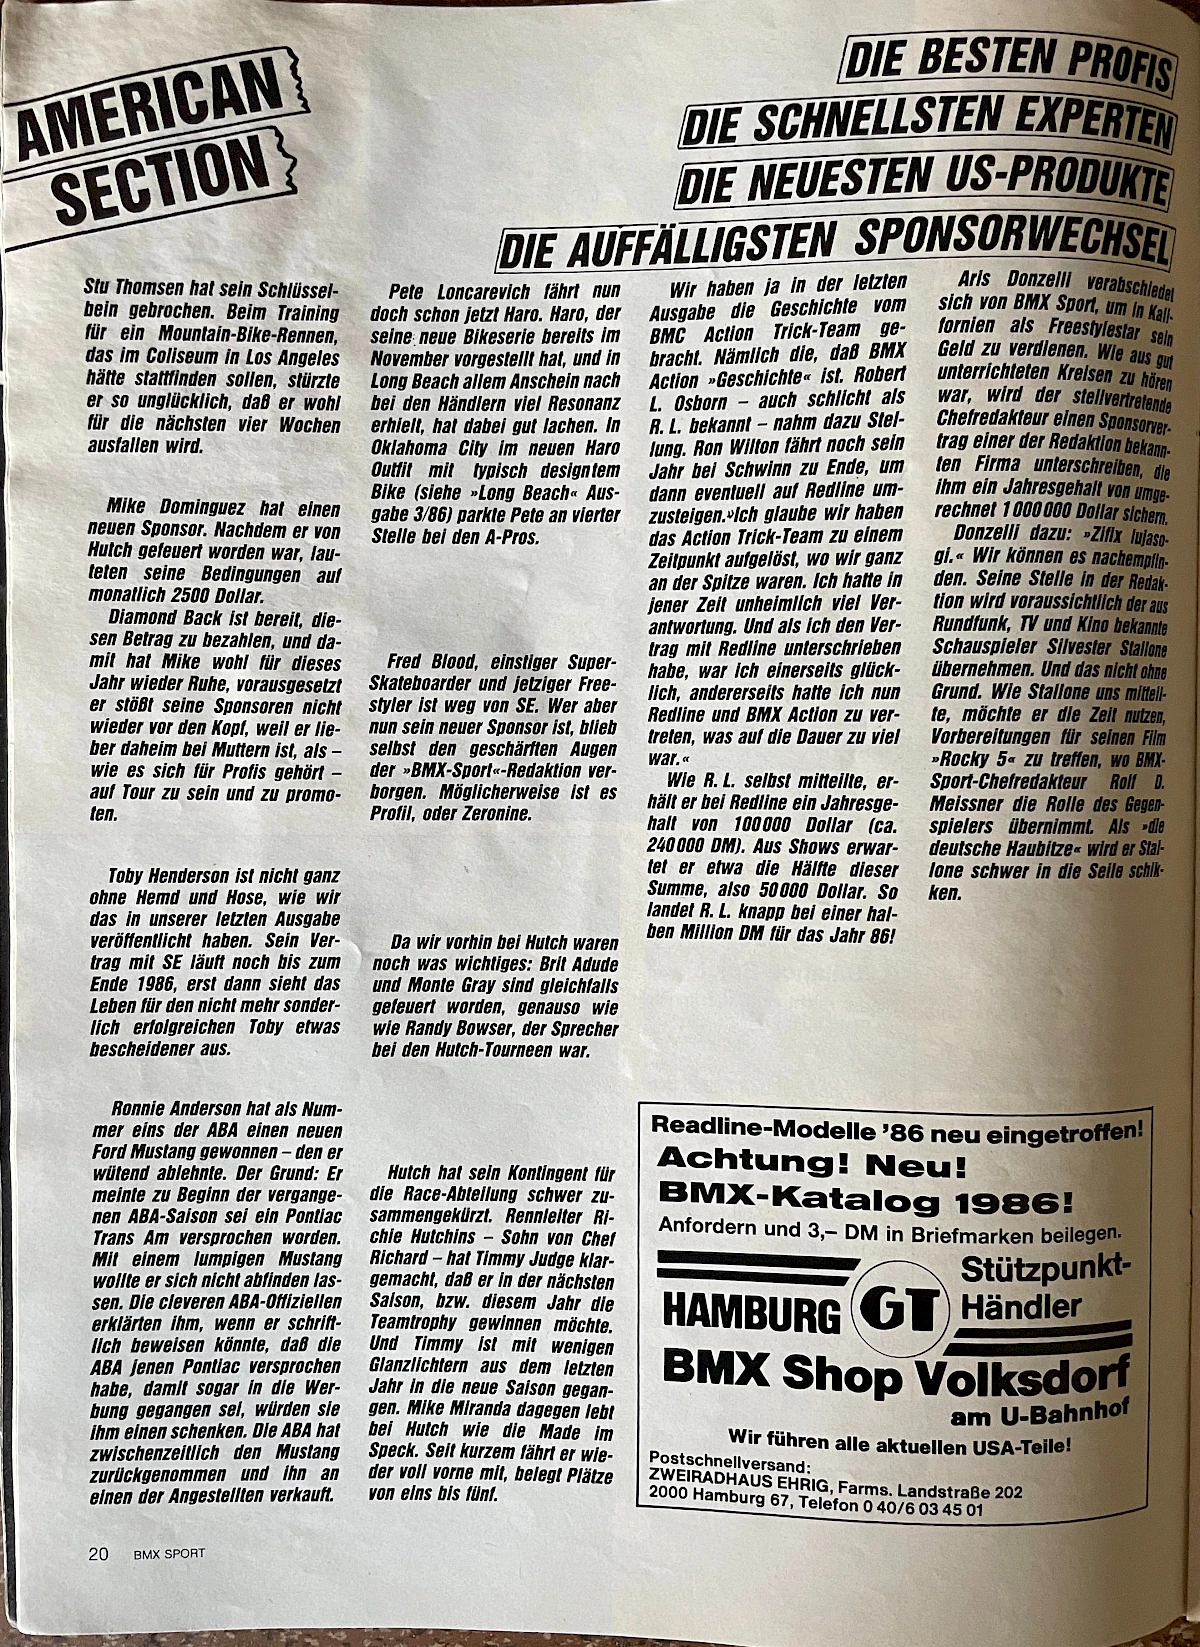 AMERICAN
SECTION
DIE BESTEN PROFIS
DIE SCHNELLSTEN EXPERTEN
DIE NEUESTEN US-PRODUKTE
DIE AUFFÄLLIGSTEN SPONSORWECHSEL
Stu Thomsen hat sein Schlüssel-
bein gebrochen. Beim Training
für ein Mountain-Bike-Rennen,
das im Coliseum in Los Angeles
hätte stattfinden sollen, stürzte
er so unglücklich, daß er wohl
für die nächsten vier Wochen
ausfallen wird.
Mike Dominguez hat einen
neuen Sponsor. Nachdem er von
Hutch gefeuert worden war, lau-
teten seine Bedingungen auf
monatlich 2500 Dollar.
Diamond Back ist bereit, die-
sen Betrag zu bezahlen, und da-
mit hat Mike wohl für dieses
Jahr wieder Ruhe, vorausgesetzt
er stößt seine Sponsoren nicht
wieder vor den Kopf, weil er lie-
ber daheim bei Muttern ist, als –
wie es sich für Profis gehört –
auf Tour zu sein und zu promo-
ten.
Toby Henderson ist nicht ganz
ohne Hemd und Hose, wie wir
das in unserer letzten Ausgabe
veröffentlicht haben. Sein Ver-
trag mit SE läuft noch bis zum
Ende 1986, erst dann sieht das
Leben für den nicht mehr sonder-
lich erfolgreichen Toby etwas
bescheidener aus.
Ronnie Anderson hat als Num-
mer eins der ABA einen neuen
Ford Mustang gewonnen – den er
wütend ablehnte. Der Grund: Er
meinte zu Beginn der vergange-
nen ABA-Saison sei ein Pontiac
Trans Am versprochen worden.
Mit einem lumpigen Mustang
wollte er sich nicht abfinden las-
sen. Die cleveren ABA-Offiziellen
erklärten ihm, wenn er schrift-
lich beweisen könnte, daß die
ABA jenen Pontiac versprochen
habe, damit sogar in die Wer-
bung gegangen sei, würden sie
ihm einen schenken. Die ABA hat
zwischenzeitlich den Mustang
zurückgenommen und ihn an
einen der Angestellten verkauft.
Pete Loncarevich fährt nun
doch schon jetzt Haro. Haro, der
seine neue Bikeserie bereits im
November vorgestellt hat, und in
Long Beach allem Anschein nach
bei den Händlern viel Resonanz
erhielt, hat dabei gut lachen. In
Oklahoma City im neuen Haro
Outfit mit typisch designtem
Bike (siehe »Long Beach« Aus-
gabe 3/86) parkte Pete an vierter
Stelle bei den A-Pros.
Fred Blood, einstiger Super-
Skateboarder und jetziger Free-
styler ist weg von SE. Wer aber
nun sein neuer Sponsor ist, blieb
selbst den geschärften Augen
der »BMX-Sport«-Redaktion ver-
borgen. Möglicherweise ist es
Profil, oder Zeronine.
Da wir vorhin bei Hutch waren
noch was wichtiges: Brit Adude
und Monte Gray sind gleichfalls
gefeuert worden, genauso wie
wie Randy Bowser, der Sprecher
bei den Hutch-Tourneen war.
Hutch hat sein Kontingent für
die Race-Abteilung schwer zu-
sammengekürzt. Rennleiter Ri-
chie Hutchins – Sohn von Chef
Richard – hat Timmy Judge klar-
gemacht, daß er in der nächsten
Saison, bzw. diesem Jahr die
Teamtrophy gewinnen möchte.
Und Timmy ist mit wenigen
Glanzlichtern aus dem letzten
Jahr in die neue Saison gegan-
gen. Mike Miranda dagegen lebt
bei Hutch wie die Made im
Speck. Seit kurzem fährt er wie-
der voll vorne mit, belegt Plätze
von eins bis fünf.
Wir haben ja in der letzten
Ausgabe die Geschichte vom
BMC Action Trick-Team ge-
bracht. Nämlich die, daß BMX
Action »Geschichte« ist. Robert
L. Osborn – auch schlicht als
R. L. bekannt – nahm dazu Stel-
lung. Ron Wilton fährt noch sein
Jahr bei Schwinn zu Ende, um
dann eventuell auf Redline um-
zusteigen.»Ich glaube wir haben
das Action Trick-Team zu einem
Zeitpunkt aufgelöst, wo wir ganz
an der Spitze waren. Ich hatte in
jener Zeit unheimlich viel Ver-
antwortung. Und als ich den Ver-
trag mit Redline unterschrieben
habe, war ich einerseits glück-
lich, andererseits hatte ich nun
Redline und BMX Action zu ver-
treten, was auf die Dauer zu viel
war.«
Wie R. L. selbst mitteilte, er-
hält er bei Redline ein Jahresge-
halt von 100000 Dollar (ca.
240000 DM). Aus Shows erwar-
tet er etwa die Hälfte dieser
Summe, also 50000 Dollar. So
landet R. L. knapp bei einer hal-
ben Million DM für das Jahr 86!
Aris Donzelli verabschiedet
sich von BMX Sport, um in Kali-
fornien als Freestylestar sein
Geld zu verdienen. Wie aus gut
unterrichteten Kreisen zu hören
war, wird der stellvertretende
Chefredakteur einen Sponsorver-
trag einer der Redaktion bekann-
ten Firma unterschreiben, die
ihm ein Jahresgehalt von umge-
rechnet 1000000 Dollar sichern.
Donzelli dazu: »Zifix lujaso-
gi.« Wir können es nachempfin-
den. Seine Stelle in der Redak-
tion wird voraussichtlich der aus
Rundfunk, TV und Kino bekannte
Schauspieler Silvester Stallone
übernehmen. Und das nicht ohne
Grund. Wie Stallone uns mitteil-
te, möchte er die Zeit nutzen,
Vorbereitungen für seinen Film
»Rocky 5« zu treffen, wo BMX-
Sport-Chefredakteur Rolf D.
Meissner die Rolle des Gegen-
spielers übernimmt. Als »die
deutsche Haubitze« wird er Stal-
lone schwer in die Seile schik-
ken.
Readline-Modelle '86 neu eingetroffen!
Achtung! Neu!
BMX-Katalog 1986!
Anfordern und 3,– DM in Briefmarken beilegen.
HAMBURG GT Stützpunkt-
Händler
BMX Shop Volksdorf
am U-Bahnhof
Wir führen alle aktuellen USA-Teile!
Postschnellversand:
ZWEIRADHAUS EHRIG, Farms. Landstraße 202
2000 Hamburg 67, Telefon 0 40/6 03 45 01
20 BMX SPORT